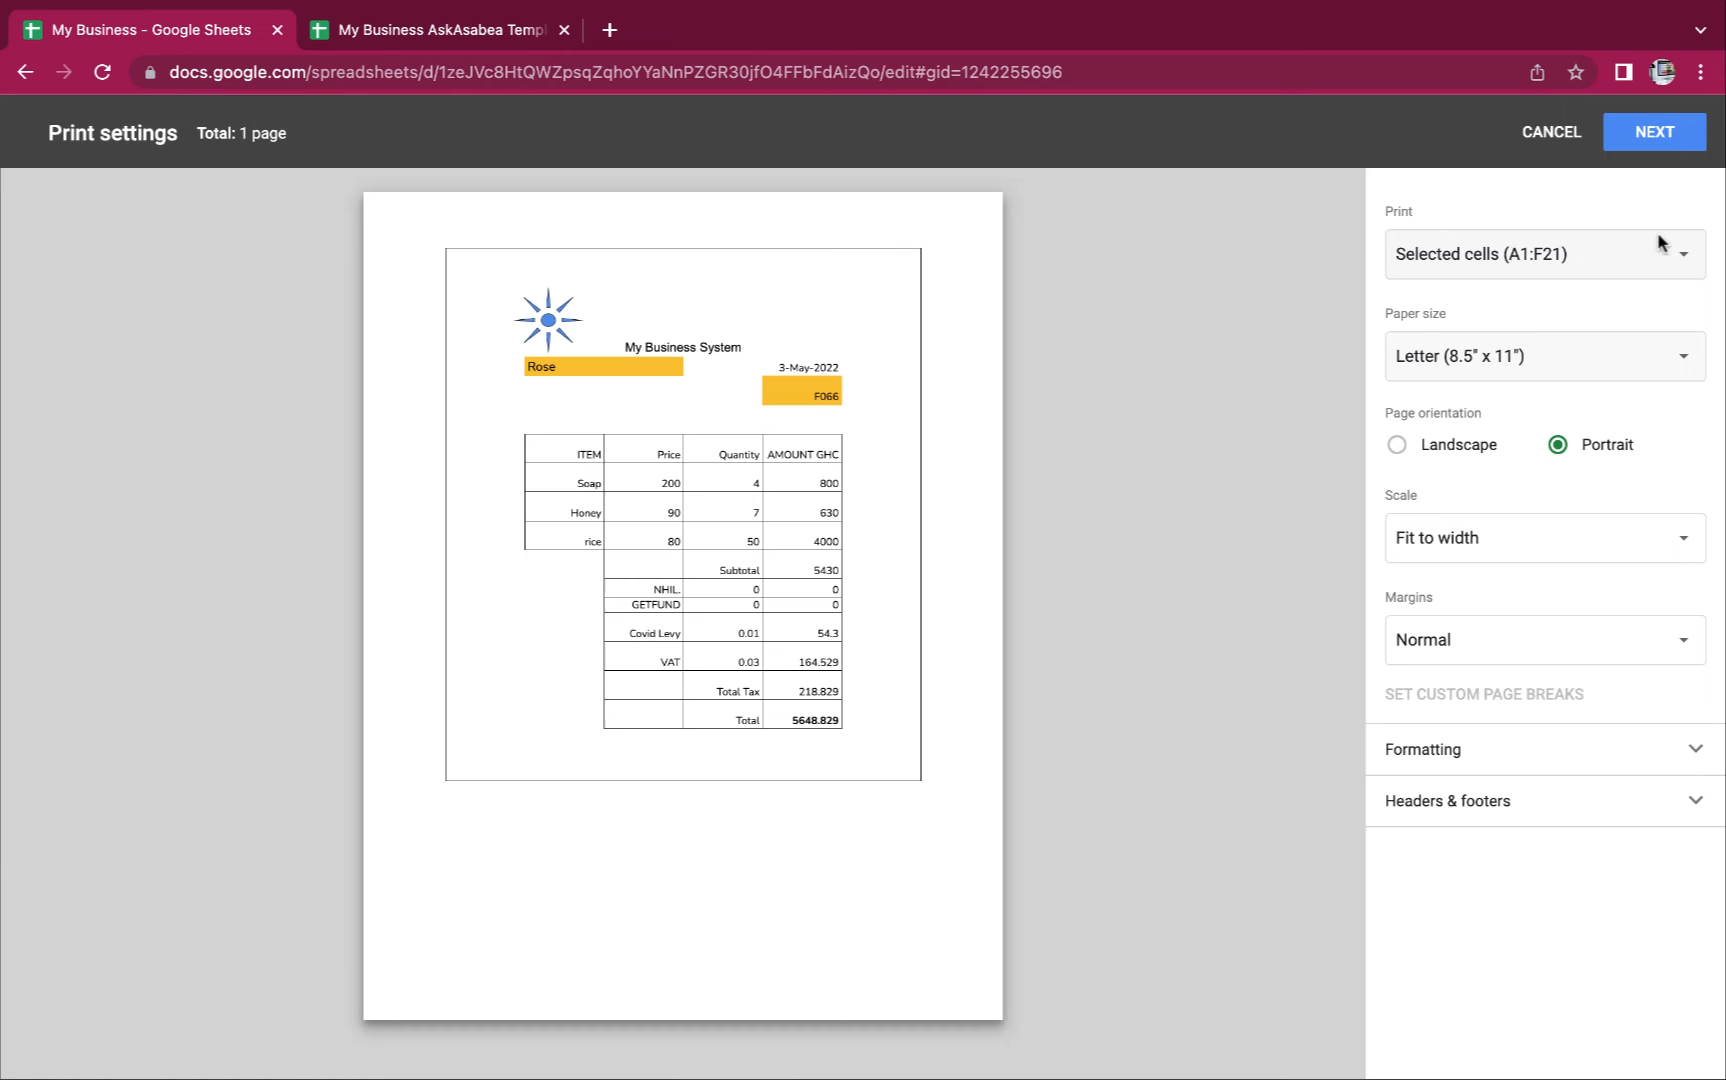 My Business - Google Sheets
My Business AskAsabea Templ
docs.google.com/spreadsheets/d/1zeJVc8HtQWZpsqZqhoYYaNnPZGR30jfO4FFbFdAizQo/edit#gid=1242255696
Print settings Total: 1 page
CANCEL NEXT
Print
Selected cells (A1:F21)
Paper size
Letter (8.5" x 11")
Page orientation
Landscape Portrait
Scale
Fit to width
Margins
Normal
SET CUSTOM PAGE BREAKS
Formatting
Headers & footers
My Business System
Rose 3-May-2022
F066
ITEM Price Quantity AMOUNT GHC
Soap 200 4 800
Honey 90 7 630
rice 80 50 4000
Subtotal 5430
NHIL. 0 0
GETFUND 0 0
Covid Levy 0.01 54.3
VAT 0.03 164.529
Total Tax 218.829
Total 5648.829